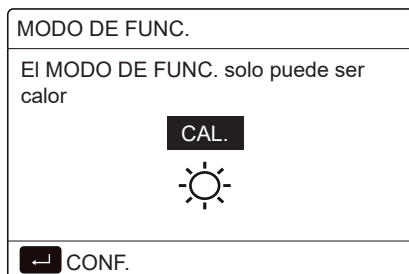 MODO DE FUNC.
El MODO DE FUNC. solo puede ser
calor
CAL.
CONF.